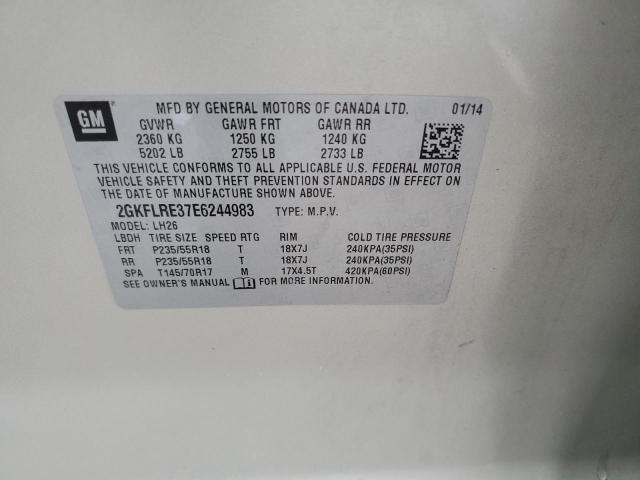 GM
MFD BY GENERAL MOTORS OF CANADA LTD. 01/14
GVWR GAWR FRT GAWR RR
2360 KG 1250 KG 1240 KG
5202 LB 2755 LB 2733 LB
THIS VEHICLE CONFORMS TO ALL APPLICABLE U.S. FEDERAL MOTOR
VEHICLE SAFETY AND THEFT PREVENTION STANDARDS IN EFFECT ON
THE DATE OF MANUFACTURE SHOWN ABOVE.
2GKFLRE37E6244983 TYPE: M.P.V.
MODEL: LH26
LBDH TIRE SIZE SPEED RTG RIM COLD TIRE PRESSURE
FRT P235/55R18 T 18X7J 240KPA(35PSI)
RR P235/55R18 T 18X7J 240KPA(35PSI)
SPA T145/70R17 M 17X4.5T 420KPA(60PSI)
SEE OWNER'S MANUAL FOR MORE INFORMATION.